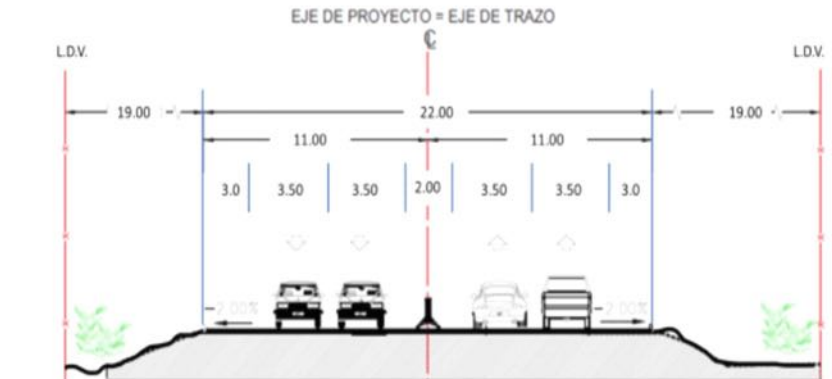 EJE DE PROYECTO = EJE DE TRAZO
℄
L.D.V. L.D.V.
19.00 22.00 19.00
11.00 11.00
3.0 3.50 3.50 2.00 3.50 3.50 3.0
-2.00% -2.00%